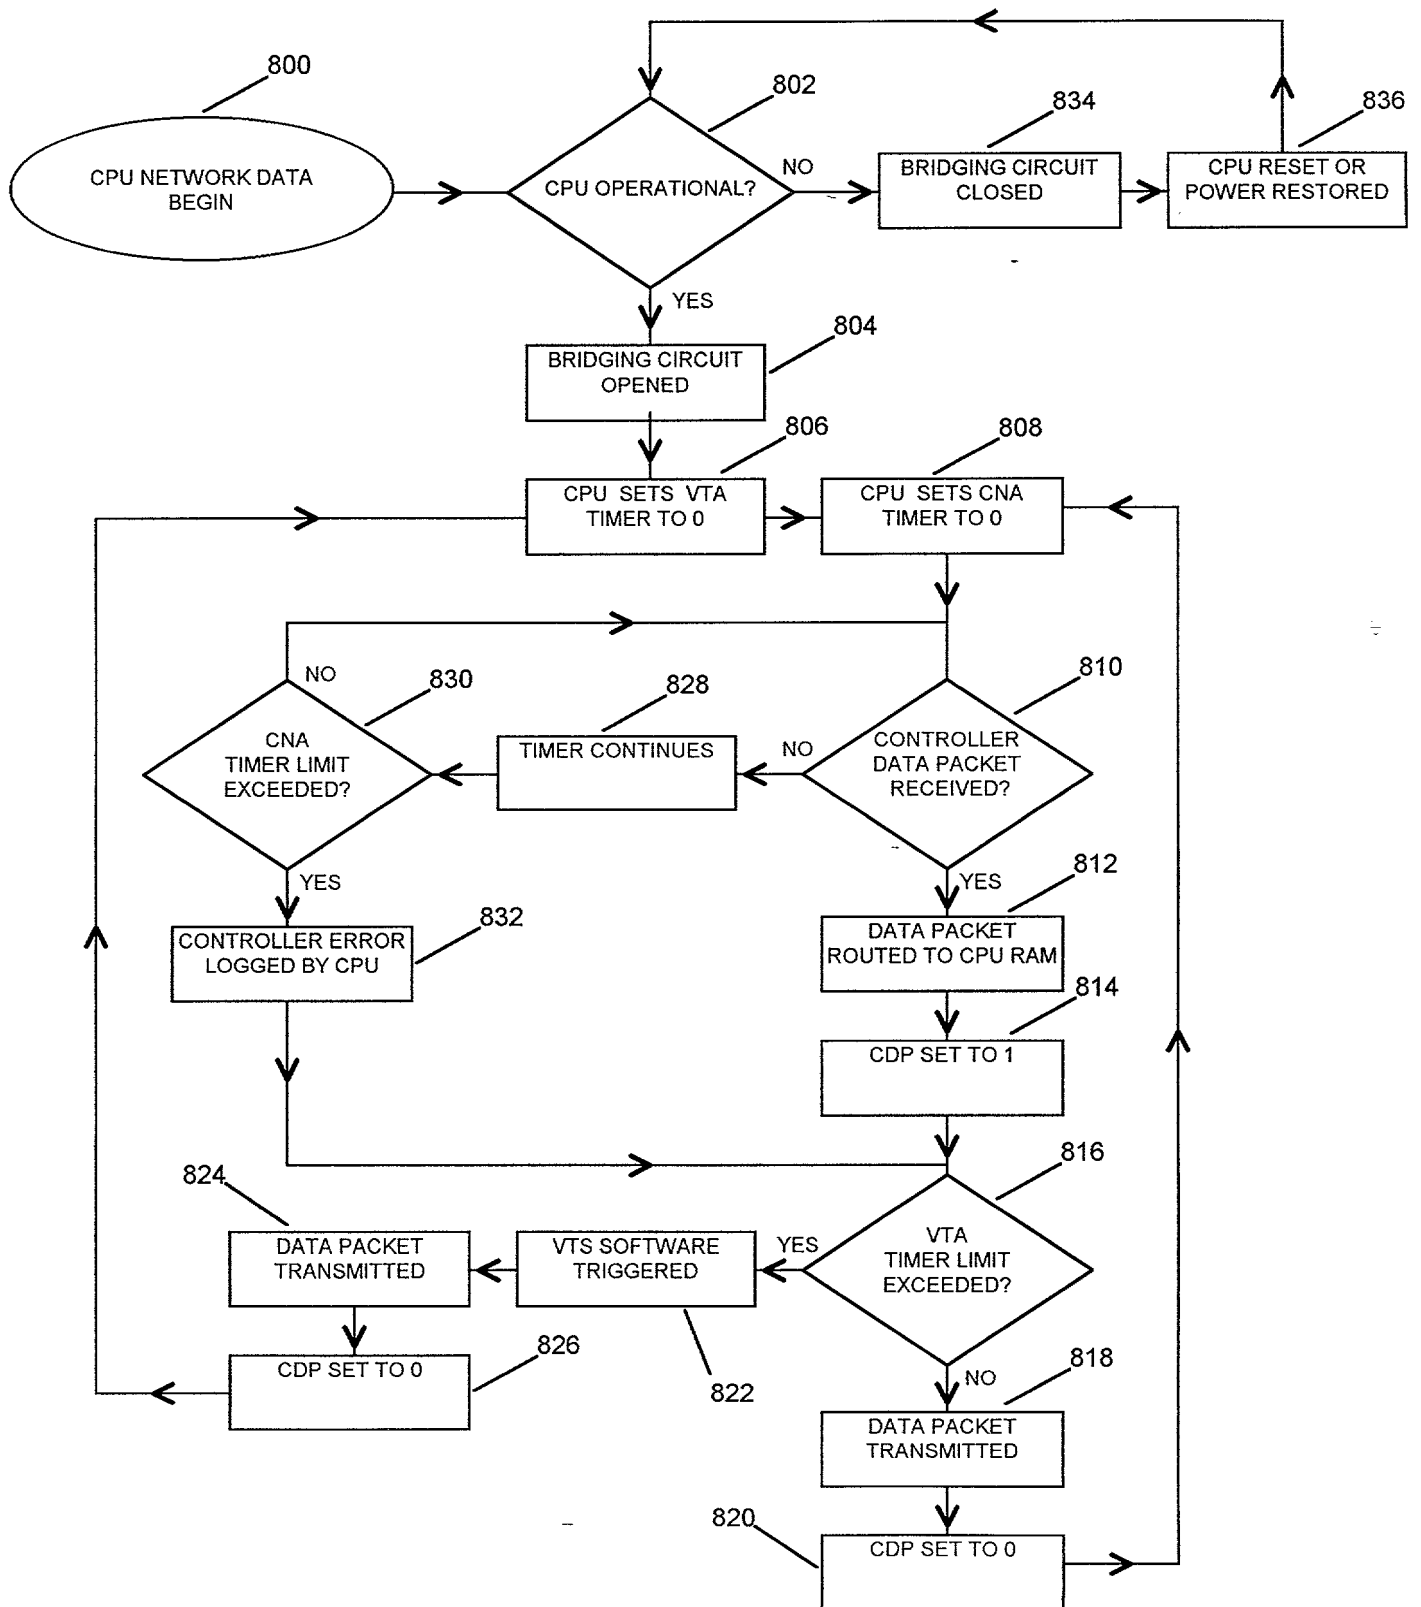 800
802
834
836
CPU NETWORK DATA
BEGIN
CPU OPERATIONAL?
NO
BRIDGING CIRCUIT
CLOSED
CPU RESET OR
POWER RESTORED
YES
804
BRIDGING CIRCUIT
OPENED
806
808
CPU SETS VTA
TIMER TO 0
CPU SETS CNA
TIMER TO 0
NO
830
828
810
CNA
TIMER LIMIT
EXCEEDED?
TIMER CONTINUES
NO
CONTROLLER
DATA PACKET
RECEIVED?
YES
832
YES
812
CONTROLLER ERROR
LOGGED BY CPU
DATA PACKET
ROUTED TO CPU RAM
814
CDP SET TO 1
824
816
DATA PACKET
TRANSMITTED
VTS SOFTWARE
TRIGGERED
YES
VTA
TIMER LIMIT
EXCEEDED?
826
CDP SET TO 0
822
NO
818
DATA PACKET
TRANSMITTED
820
CDP SET TO 0